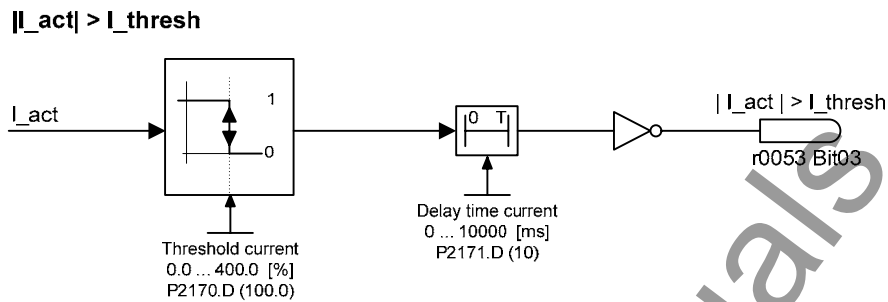 |I_act| > I_thresh
I_act
1
0
0 T
| I_act | > I_thresh
r0053 Bit03
Threshold current
0.0 ... 400.0 [%]
P2170.D (100.0)
Delay time current
0 ... 10000 [ms]
P2171.D (10)
uals